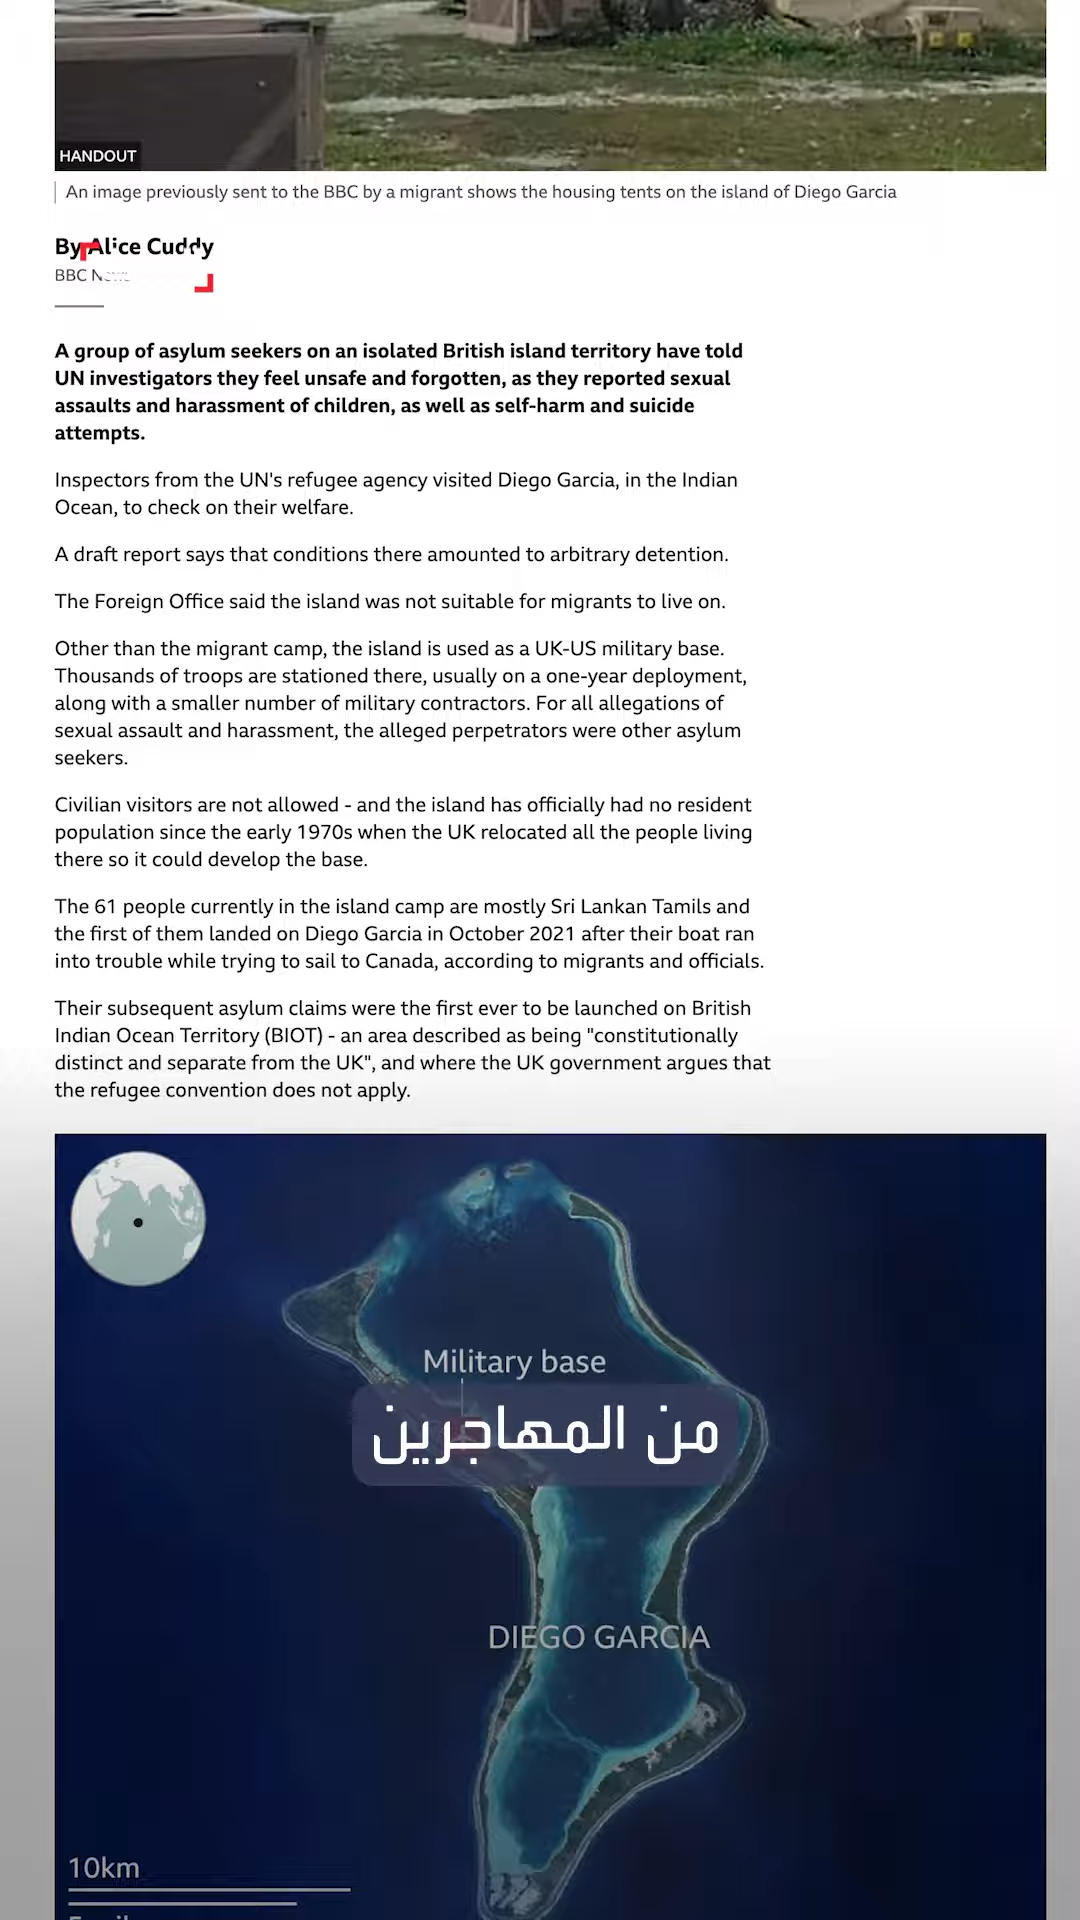 HANDOUT
An image previously sent to the BBC by a migrant shows the housing tents on the island of Diego Garcia
By Alice Cuddy
BBC
A group of asylum seekers on an isolated British island territory have told
UN investigators they feel unsafe and forgotten, as they reported sexual
assaults and harassment of children, as well as self-harm and suicide
attempts.
Inspectors from the UN's refugee agency visited Diego Garcia, in the Indian
Ocean, to check on their welfare.
A draft report says that conditions there amounted to arbitrary detention.
The Foreign Office said the island was not suitable for migrants to live on.
Other than the migrant camp, the island is used as a UK-US military base.
Thousands of troops are stationed there, usually on a one-year deployment,
along with a smaller number of military contractors. For all allegations of
sexual assault and harassment, the alleged perpetrators were other asylum
seekers.
Civilian visitors are not allowed - and the island has officially had no resident
population since the early 1970s when the UK relocated all the people living
there so it could develop the base.
The 61 people currently in the island camp are mostly Sri Lankan Tamils and
the first of them landed on Diego Garcia in October 2021 after their boat ran
into trouble while trying to sail to Canada, according to migrants and officials.
Their subsequent asylum claims were the first ever to be launched on British
Indian Ocean Territory (BIOT) - an area described as being "constitutionally
distinct and separate from the UK", and where the UK government argues that
the refugee convention does not apply.
Military base
من المهاجرين
DIEGO GARCIA
10km